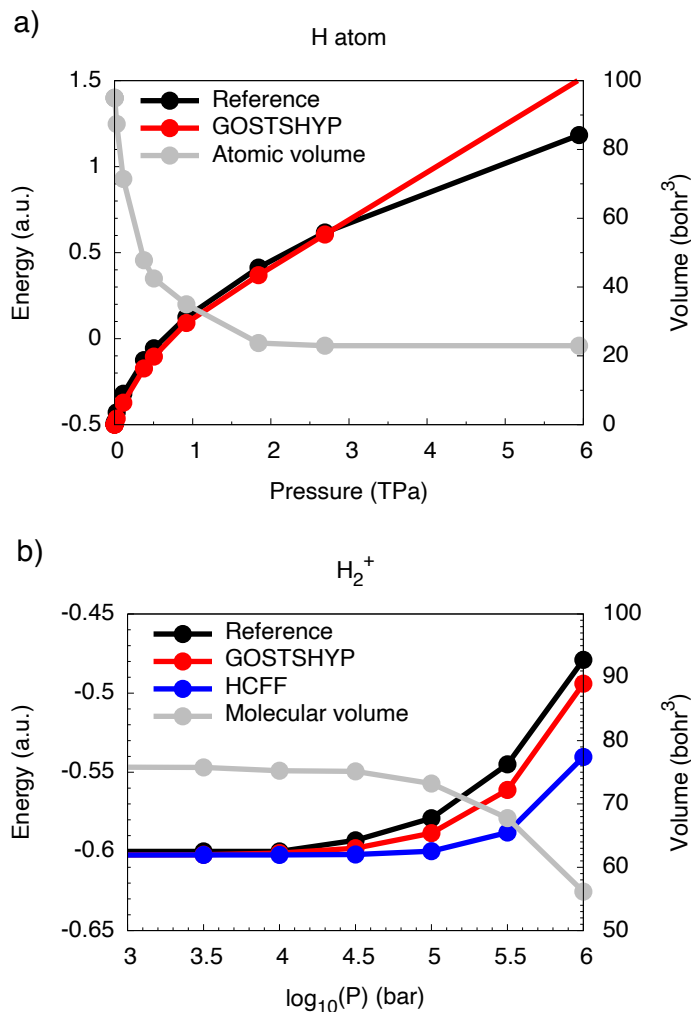 a)
H atom
Reference
GOSTSHYP
Atomic volume
1.5
1
0.5
0
-0.5
Energy (a.u.)
100
80
60
40
20
0
Volume (bohr³)
0 1 2 3 4 5 6
Pressure (TPa)
b)
H₂⁺
Reference
GOSTSHYP
HCFF
Molecular volume
-0.45
-0.5
-0.55
-0.6
-0.65
Energy (a.u.)
100
90
80
70
60
50
Volume (bohr³)
3 3.5 4 4.5 5 5.5 6
log₁₀(P) (bar)